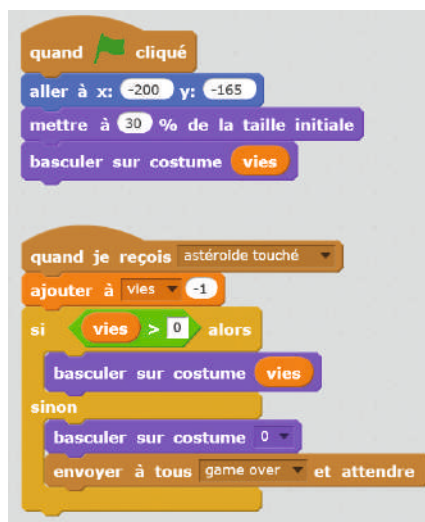 quand cliqué
aller à x: -200 y: -165
mettre à 30 % de la taille initiale
basculer sur costume vies
quand je reçois astéroïde touché
ajouter à vies -1
si vies > 0 alors
basculer sur costume vies
sinon
basculer sur costume 0
envoyer à tous game over et attendre